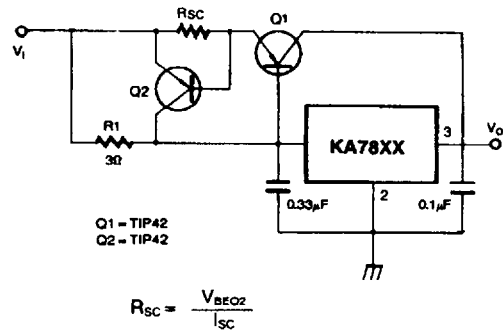 RSC
Q1
VI
Q2
R1
3Ω
KA78XX
3
VO
2
0.33μF
0.1μF
Q1 = TIP42
Q2 = TIP42
RSC = VBEQ2
ISC